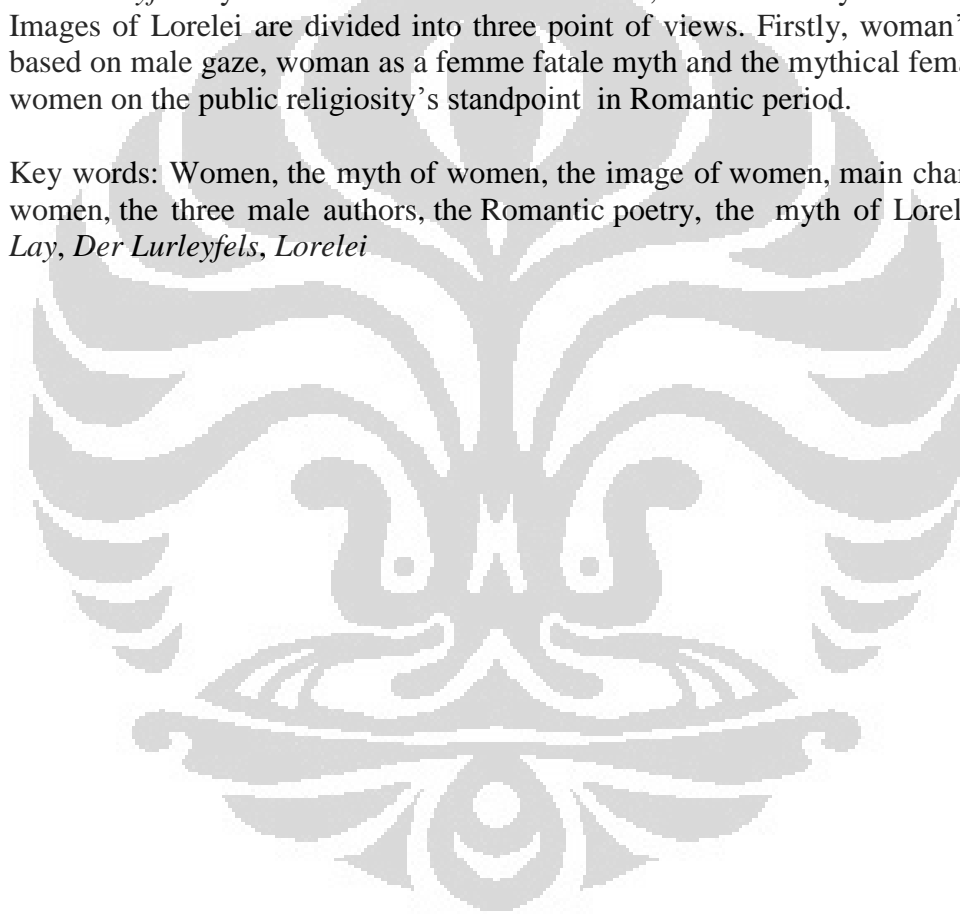 Images of Lorelei are divided into three point of views. Firstly, woman'
based on male gaze, woman as a femme fatale myth and the mythical fema
women on the public religiosity's standpoint in Romantic period.
Key words: Women, the myth of women, the image of women, main char
women, the three male authors, the Romantic poetry, the myth of Lorel
Lay, Der Lurleyfels, Lorelei